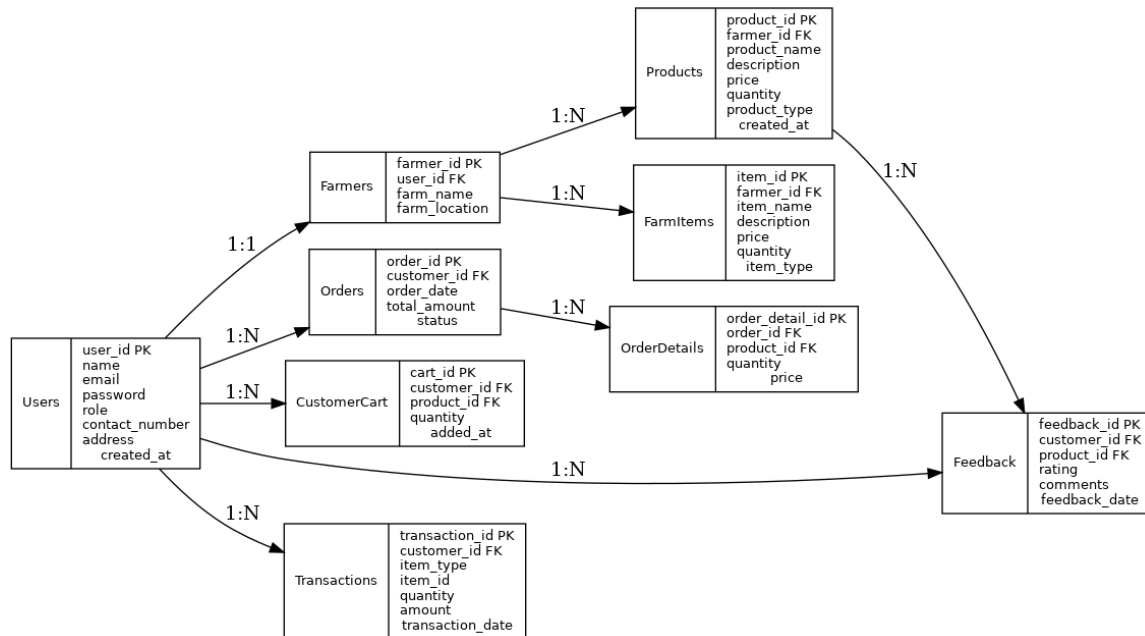 Users
user_id PK
name
email
password
role
contact_number
address
created_at
1:1
1:N
1:N
1:N
1:N
Farmers
farmer_id PK
user_id FK
farm_name
farm_location
1:N
1:N
Orders
order_id PK
customer_id FK
order_date
total_amount
status
1:N
CustomerCart
cart_id PK
customer_id FK
product_id FK
quantity
added_at
Transactions
transaction_id PK
customer_id FK
item_type
item_id
quantity
amount
transaction_date
Products
product_id PK
farmer_id FK
product_name
description
price
quantity
product_type
created_at
1:N
FarmItems
item_id PK
farmer_id FK
item_name
description
price
quantity
item_type
OrderDetails
order_detail_id PK
order_id FK
product_id FK
quantity
price
Feedback
feedback_id PK
customer_id FK
product_id FK
rating
comments
feedback_date